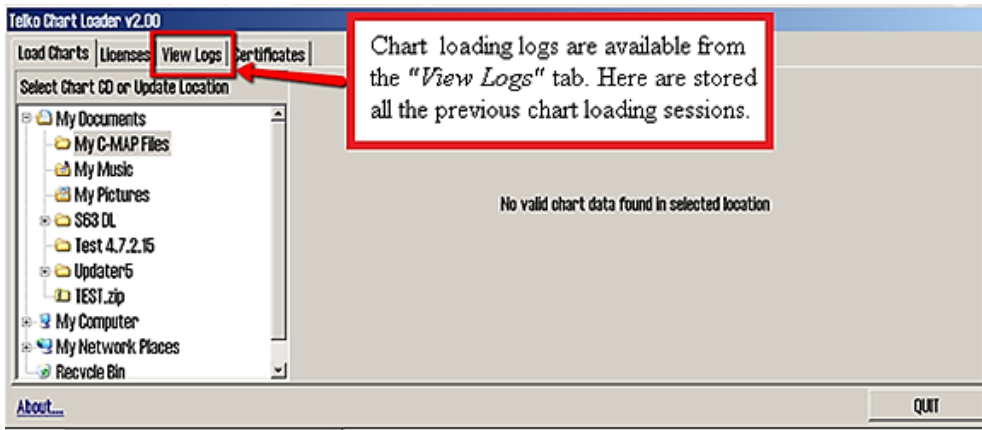 Telko Chart Loader v2.00
Load Charts Licenses View Logs Certificates
Chart loading logs are available from
the "View Logs" tab. Here are stored
all the previous chart loading sessions.
Select Chart CD or Update Location
My Documents
My C-MAP Files
My Music
My Pictures
S63 DL
Test 4.7.2.15
Updater5
TEST.zip
My Computer
My Network Places
Recycle Bin
No valid chart data found in selected location
About...
QUIT